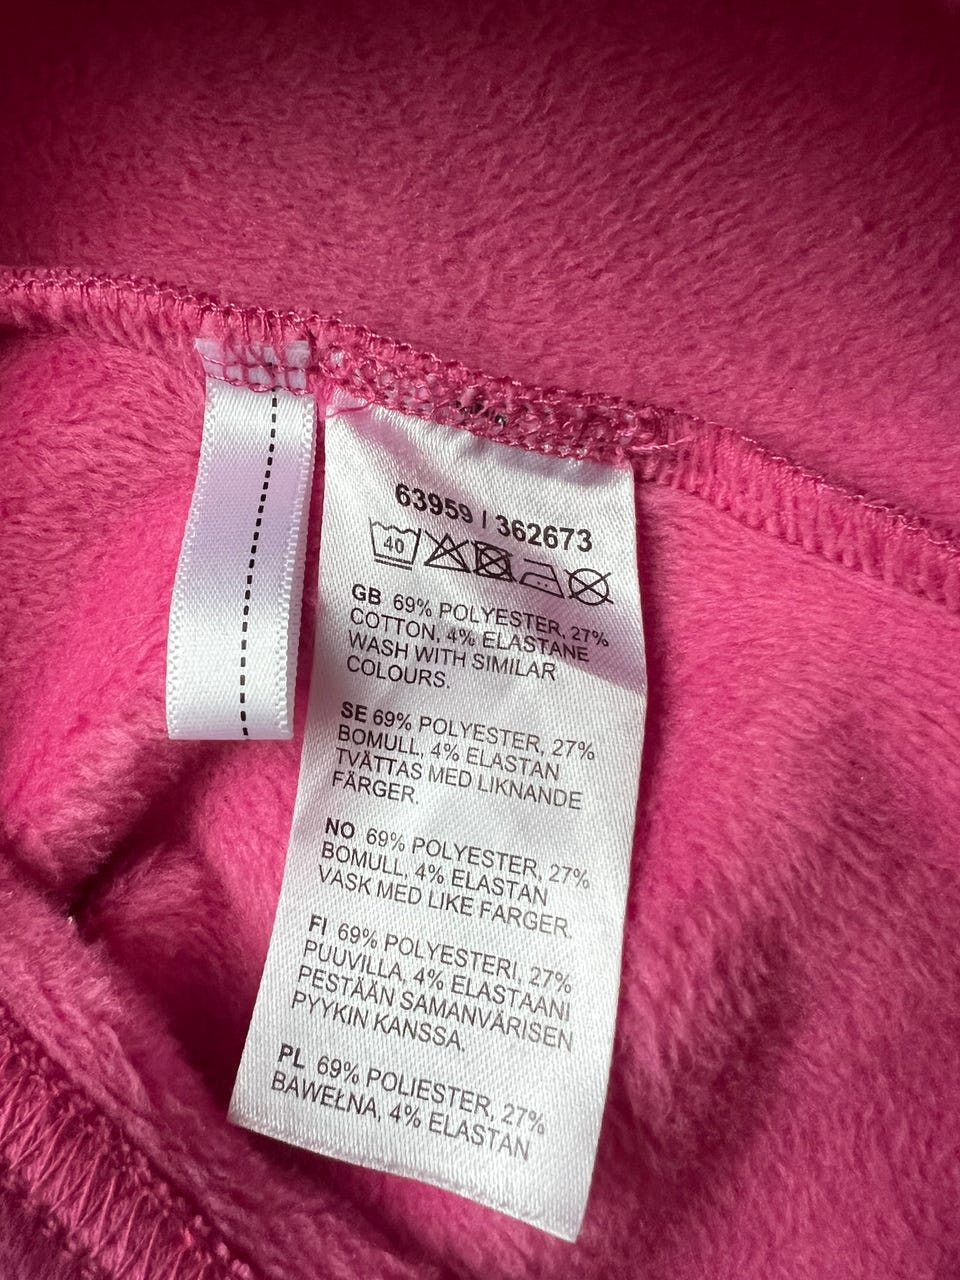 63959 | 362673
40
GB 69% POLYESTER, 27%
COTTON, 4% ELASTANE
WASH WITH SIMILAR
COLOURS.
SE 69% POLYESTER, 27%
BOMULL, 4% ELASTAN
TVÄTTAS MED LIKNANDE
FÄRGER.
NO 69% POLYESTER, 27%
BOMULL, 4% ELASTAN
VASK MED LIKE FARGER.
FI 69% POLYESTERI, 27%
PUUVILLA, 4% ELASTAANI
PESTÄÄN SAMANVÄRISEN
PYYKIN KANSSA.
PL 69% POLIESTER, 27%
BAWEŁNA, 4% ELASTAN